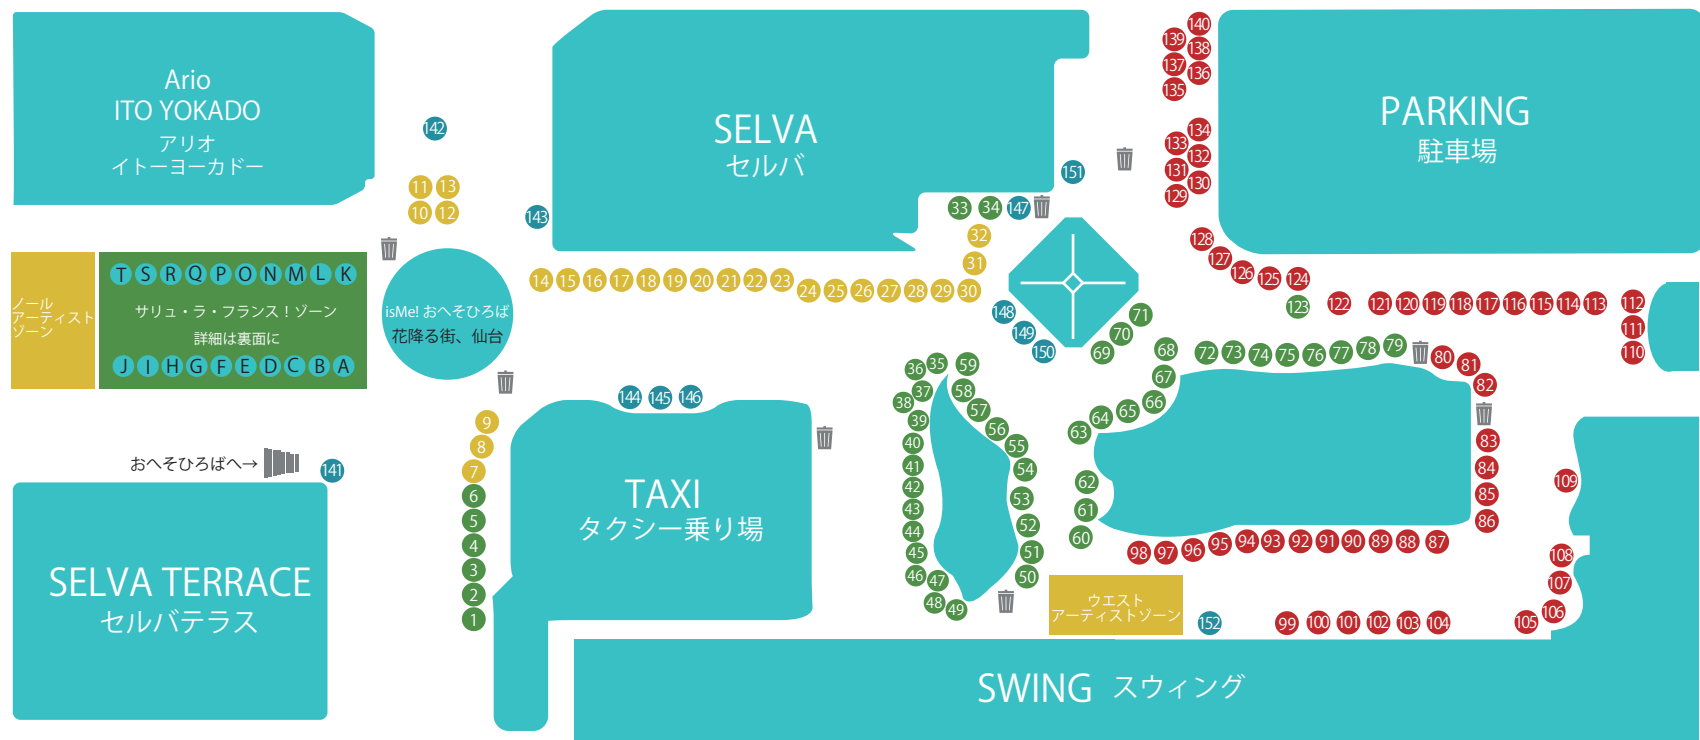 Ario
ITO YOKADO
アリオ
イトーヨーカドー
SELVA
セルバ
PARKING
駐車場
140
139
138
137
136
135
134
133
132
131
130
129
128
127
126
125
124
123
122 121 120 119 118 117 116 115 114 113 112
111
110
142
11 13
10 12
143
151
33 34 147
32
31
14 15 16 17 18 19 20 21 22 23 24 25 26 27 28 29 30
ノール
アーティスト
ゾーン
T S R Q P O N M L K
サリュ・ラ・フランス！ゾーン
詳細は裏面に
J I H G F E D C B A
isMe! おへそひろば
花降る街、仙台
148
149
150
71
70
69
68
67
66
65
64
63
62
61
60
72 73 74 75 76 77 78 79 80 81 82
83
84
85
86
98 97 96 95 94 93 92 91 90 89 88 87
144 145 146
9
8
7
6
5
4
3
2
1
おへそひろばへ→
141
TAXI
タクシー乗り場
SELVA TERRACE
セルバテラス
36 35 59
38 37 58
39 57
40 56
41 55
42 54
43 53
44 52
45 51
46 47 50
48 49
ウエスト
アーティストゾーン
152
99 100 101 102 103 104
105
106
107
108
109
SWING スウィング